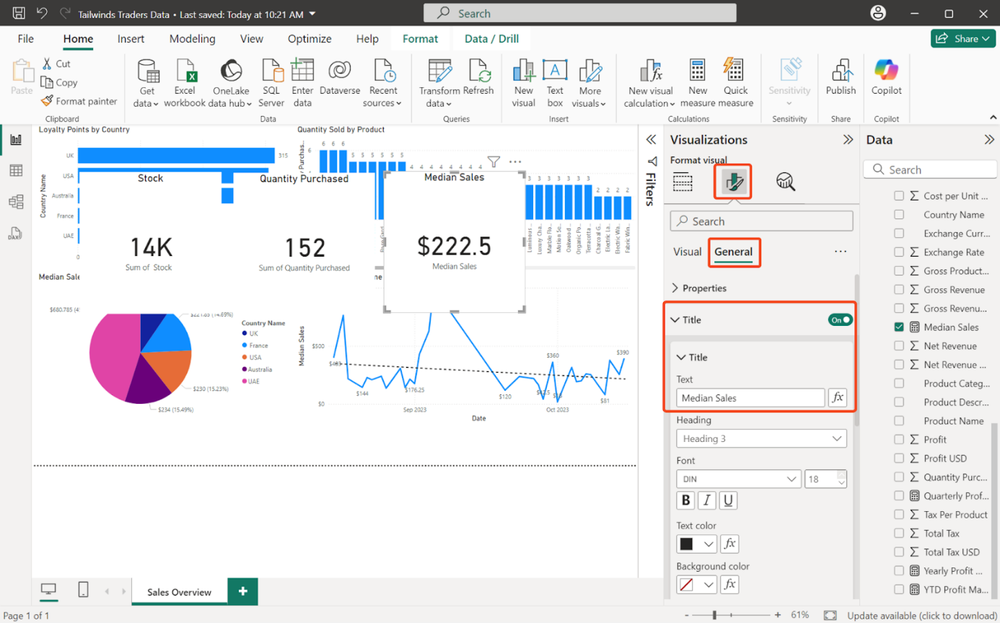 Tailwinds Traders Data • Last saved: Today at 10:21 AM
Search
File Home Insert Modeling View Optimize Help Format Data / Drill
Share
Paste
Cut
Copy
Format painter
Clipboard
Get data
Excel workbook
OneLake data hub
SQL Server
Enter data
Dataverse
Recent sources
Data
Transform data
Refresh
Queries
New visual
Text box
More visuals
Insert
New visual calculation
New measure
Quick measure
Calculations
Sensitivity
Sensitivity
Publish
Share
Copilot
Copilot
Loyalty Points by Country
Country Name
UK
315
USA
Australia
France
UAE
0
Quantity Sold by Product
6
6 6 6 5 5 5 5 5 5 4 4 4 4 4 4 4 4
3 3 3 3 3 3 3 2 2 2 2
Luminous ...
Luxury Cha...
Marble Flo...
Motion Se...
Oakwood ...
Organic Po...
Terracotta ...
Charcoal G...
Electric La...
Electric Wa...
Fabric Win...
Stock
14K
Sum of Stock
Quantity Purchased
152
Sum of Quantity Purchased
Median Sales
$222.5
Median Sales
Median Sale
$680.785 (4
$221.85 (14.69%)
$230 (15.23%)
$234 (15.49%)
Country Name
UK
France
USA
Australia
UAE
me
Median Sales
$500
$0
$144
$176.25
$120
$360
$81
$390
Sep 2023
Oct 2023
Date
Filters
Visualizations
Format visual
Search
Visual General ...
Properties
Title
On
Title
Text
Median Sales
fx
Heading
Heading 3
Font
DIN
18
B I U
Text color
fx
Background color
fx
Data
Search
Cost per Unit ...
Country Name
Exchange Curr...
Exchange Rate
Gross Product...
Gross Revenue
Gross Revenu...
Median Sales
Net Revenue
Net Revenue ...
Product Categ...
Product Descr...
Product Name
Profit
Profit USD
Quantity Purc...
Quarterly Prof...
Tax Per Product
Total Tax
Total Tax USD
Yearly Profit ...
YTD Profit Ma...
Sales Overview
Page 1 of 1
- + 61%
Update available (click to download)